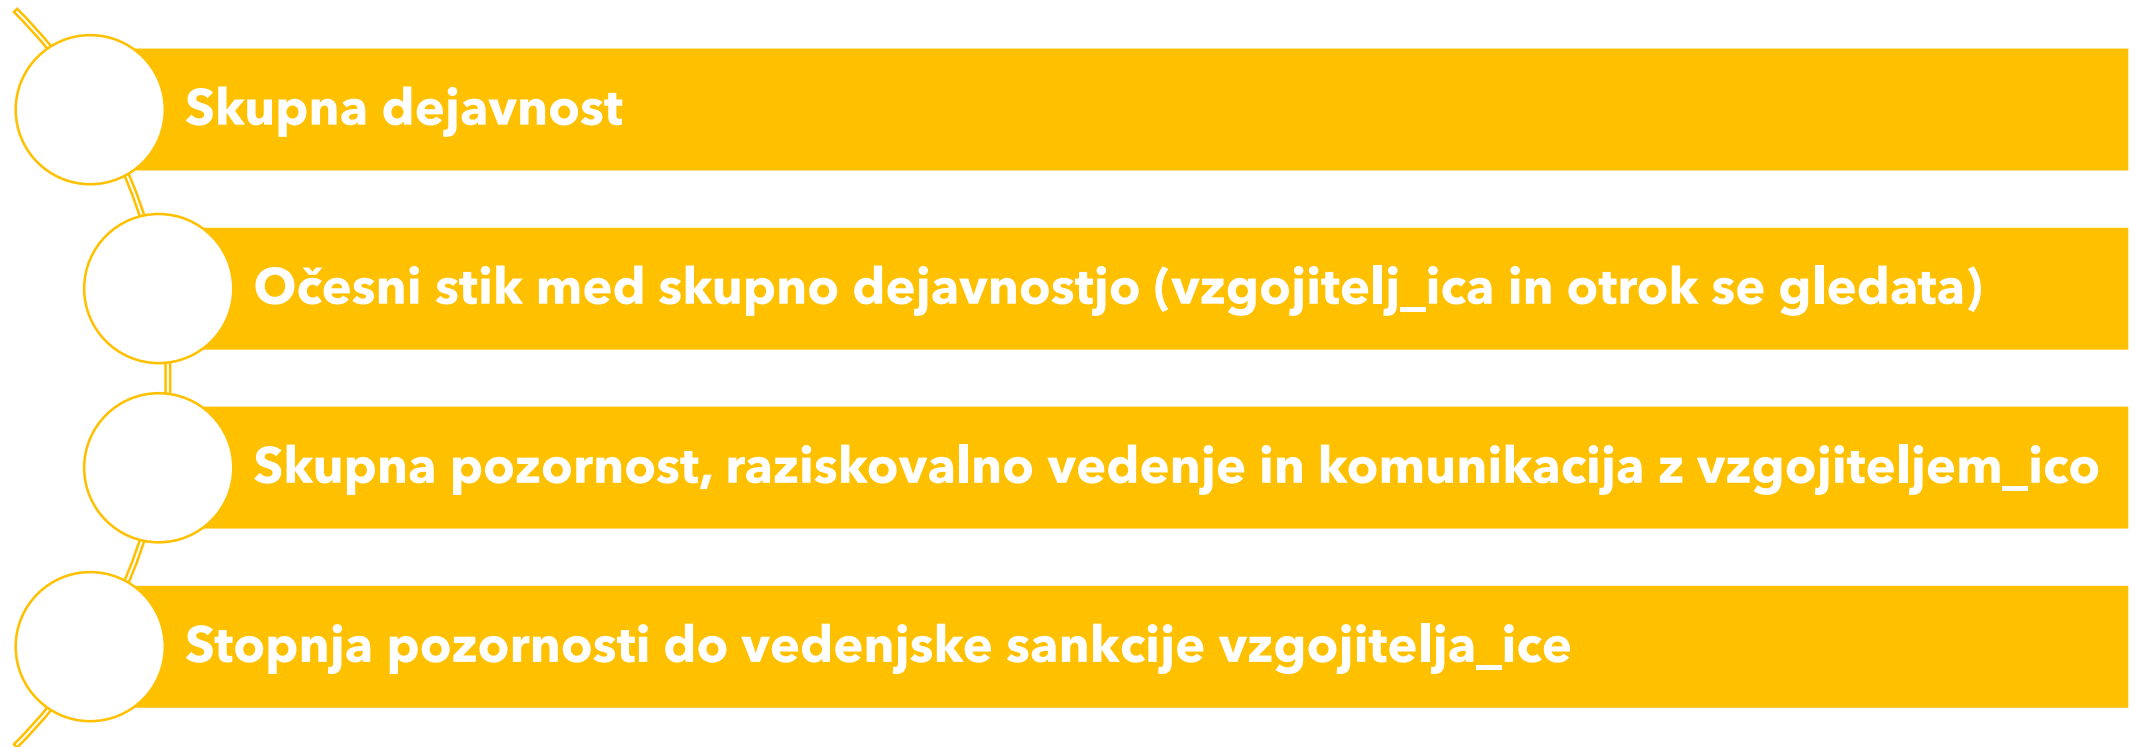 Skupna dejavnost
Očesni stik med skupno dejavnostjo (vzgojitelj_ica in otrok se gledata)
Skupna pozornost, raziskovalno vedenje in komunikacija z vzgojiteljem_ico
Stopnja pozornosti do vedenjske sankcije vzgojitelja_ice